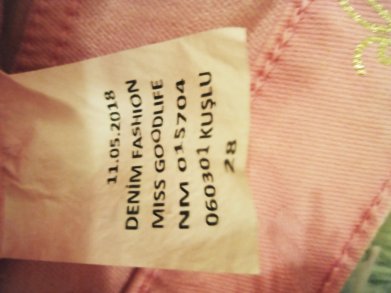 11.05.2018
DENİM FASHION
MISS GOODLIFE
NM 015704
060301 KUŞLU
28